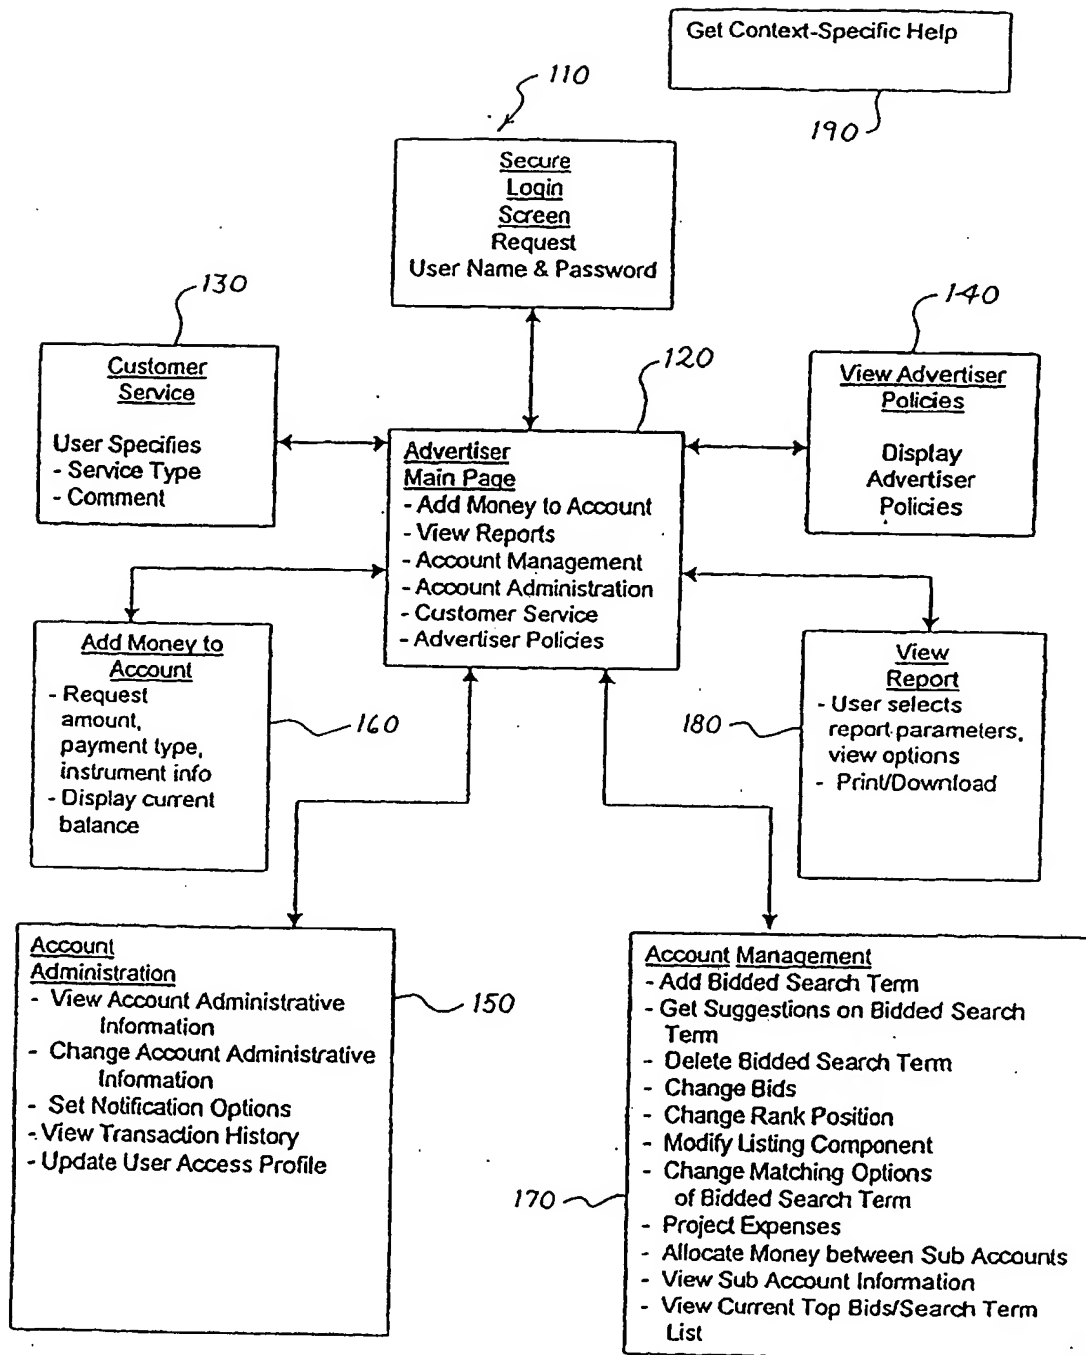 Get Context-Specific Help
190
110
Secure
Login
Screen
Request
User Name & Password
130
Customer
Service
User Specifies
- Service Type
- Comment
120
Advertiser
Main Page
- Add Money to Account
- View Reports
- Account Management
- Account Administration
- Customer Service
- Advertiser Policies
140
View Advertiser
Policies
Display
Advertiser
Policies
Add Money to
Account
- Request
amount,
payment type,
instrument info
- Display current
balance
160
180
View
Report
- User selects
report parameters,
view options
- Print/Download
Account
Administration
- View Account Administrative
Information
- Change Account Administrative
Information
- Set Notification Options
- View Transaction History
- Update User Access Profile
150
170
Account Management
- Add Bidded Search Term
- Get Suggestions on Bidded Search
Term
- Delete Bidded Search Term
- Change Bids
- Change Rank Position
- Modify Listing Component
- Change Matching Options
of Bidded Search Term
- Project Expenses
- Allocate Money between Sub Accounts
- View Sub Account Information
- View Current Top Bids/Search Term
List